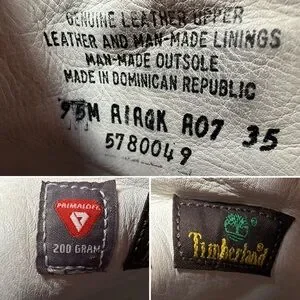 GENUINE LEATHER UPPER
LEATHER AND MAN-MADE LININGS
MAN-MADE OUTSOLE
MADE IN DOMINICAN REPUBLIC
95M A1AQK A07 35
5780049
PRIMALOFT
200 GRAM
Timberland